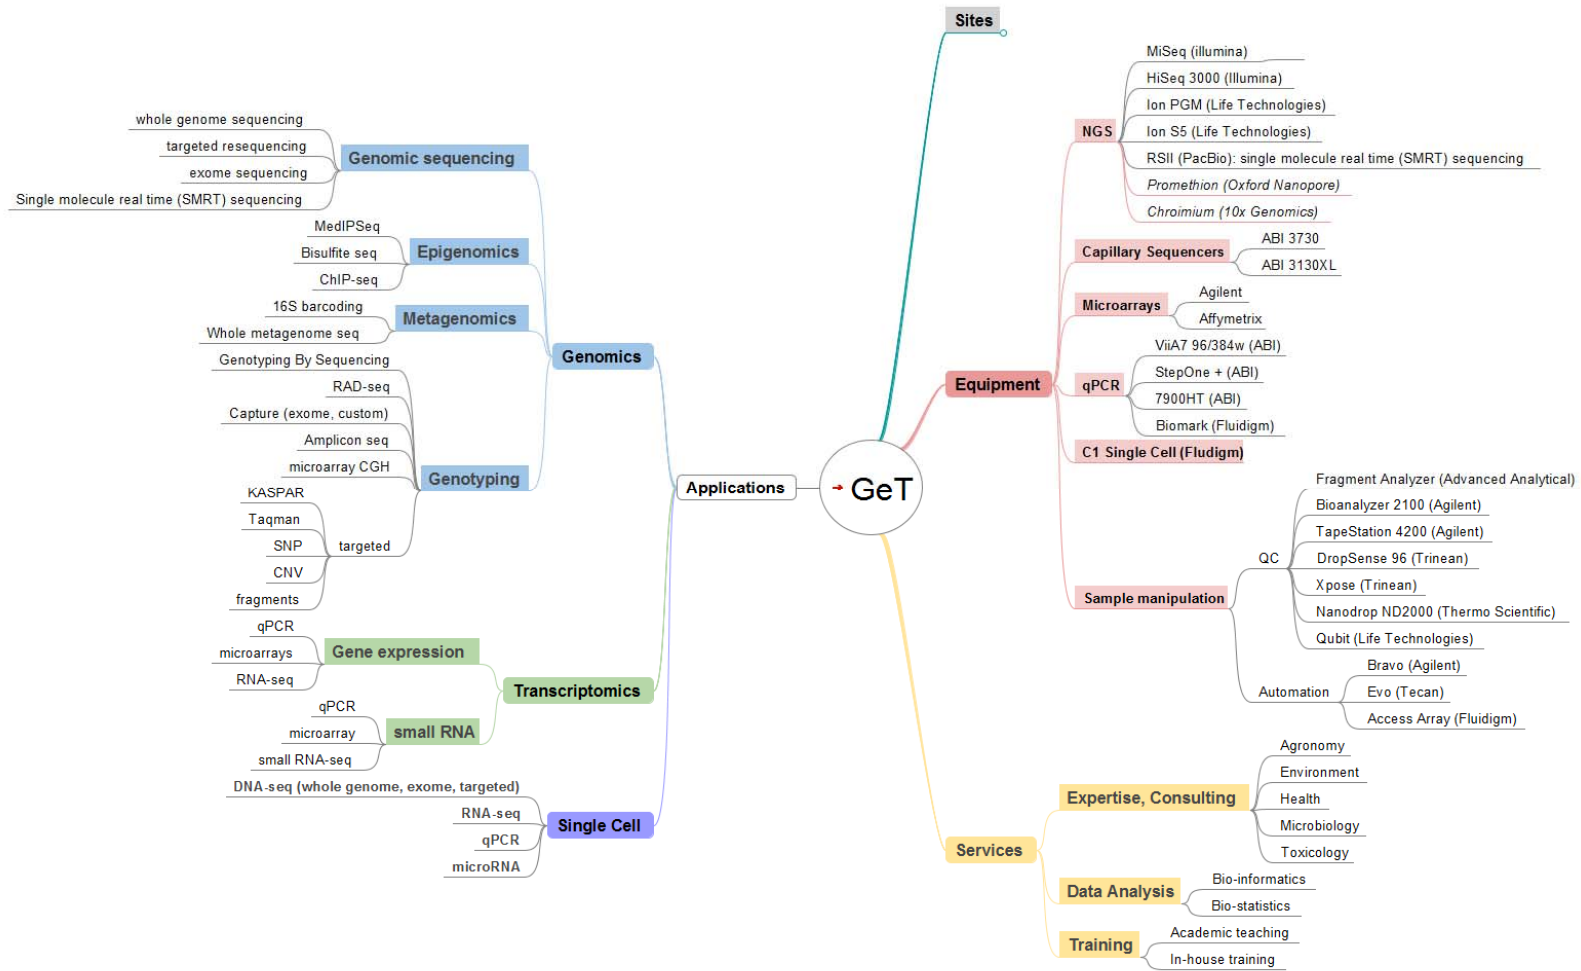 GeT
Sites
Equipment
NGS
MiSeq (illumina)
HiSeq 3000 (Illumina)
Ion PGM (Life Technologies)
Ion S5 (Life Technologies)
RSII (PacBio): single molecule real time (SMRT) sequencing
Promethion (Oxford Nanopore)
Chroimium (10x Genomics)
Capillary Sequencers
ABI 3730
ABI 3130XL
Microarrays
Agilent
Affymetrix
qPCR
ViiA7 96/384w (ABI)
StepOne + (ABI)
7900HT (ABI)
Biomark (Fluidigm)
C1 Single Cell (Fludigm)
Sample manipulation
QC
Fragment Analyzer (Advanced Analytical)
Bioanalyzer 2100 (Agilent)
TapeStation 4200 (Agilent)
DropSense 96 (Trinean)
Xpose (Trinean)
Nanodrop ND2000 (Thermo Scientific)
Qubit (Life Technologies)
Automation
Bravo (Agilent)
Evo (Tecan)
Access Array (Fluidigm)
Services
Expertise, Consulting
Agronomy
Environment
Health
Microbiology
Toxicology
Data Analysis
Bio-informatics
Bio-statistics
Training
Academic teaching
In-house training
Applications
Genomics
Genomic sequencing
whole genome sequencing
targeted resequencing
exome sequencing
Single molecule real time (SMRT) sequencing
Epigenomics
MedIPSeq
Bisulfite seq
ChIP-seq
Metagenomics
16S barcoding
Whole metagenome seq
Genotyping
Genotyping By Sequencing
RAD-seq
Capture (exome, custom)
Amplicon seq
microarray CGH
targeted
KASPAR
Taqman
SNP
CNV
fragments
Transcriptomics
Gene expression
qPCR
microarrays
RNA-seq
small RNA
qPCR
microarray
small RNA-seq
Single Cell
DNA-seq (whole genome, exome, targeted)
RNA-seq
qPCR
microRNA